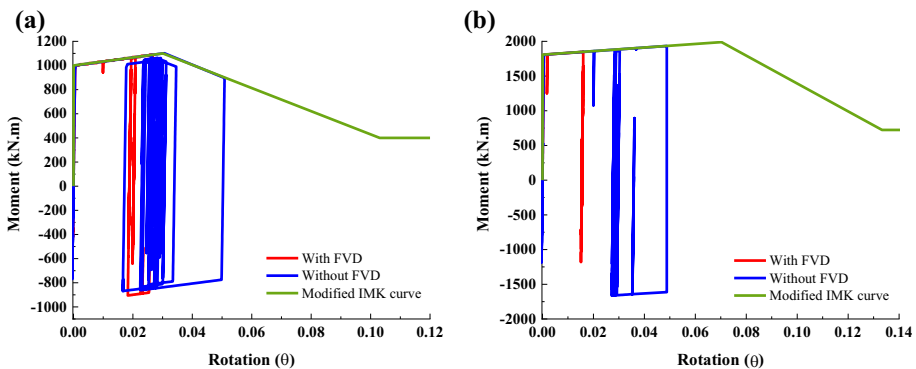 (a)
1200
1000
800
600
400
200
0
-200
-400
-600
-800
-1000
Moment (kN.m)
With FVD
Without FVD
Modified IMK curve
0.00 0.02 0.04 0.06 0.08 0.10 0.12
Rotation (θ)
(b)
2000
1500
1000
500
0
-500
-1000
-1500
-2000
Moment (kN.m)
With FVD
Without FVD
Modified IMK curve
0.00 0.02 0.04 0.06 0.08 0.10 0.12 0.14
Rotation (θ)